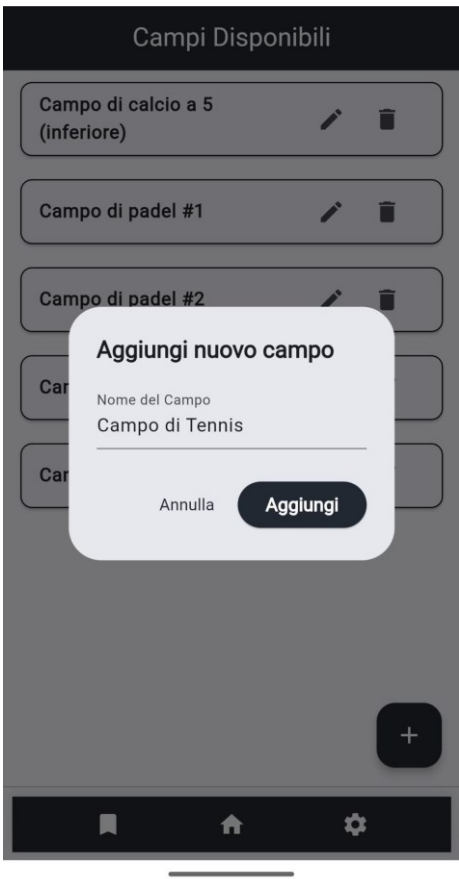 Campi Disponibili
Campo di calcio a 5
(inferiore)
Campo di padel #1
Campo di padel #2
Aggiungi nuovo campo
Nome del Campo
Campo di Tennis
Annulla
Aggiungi
+